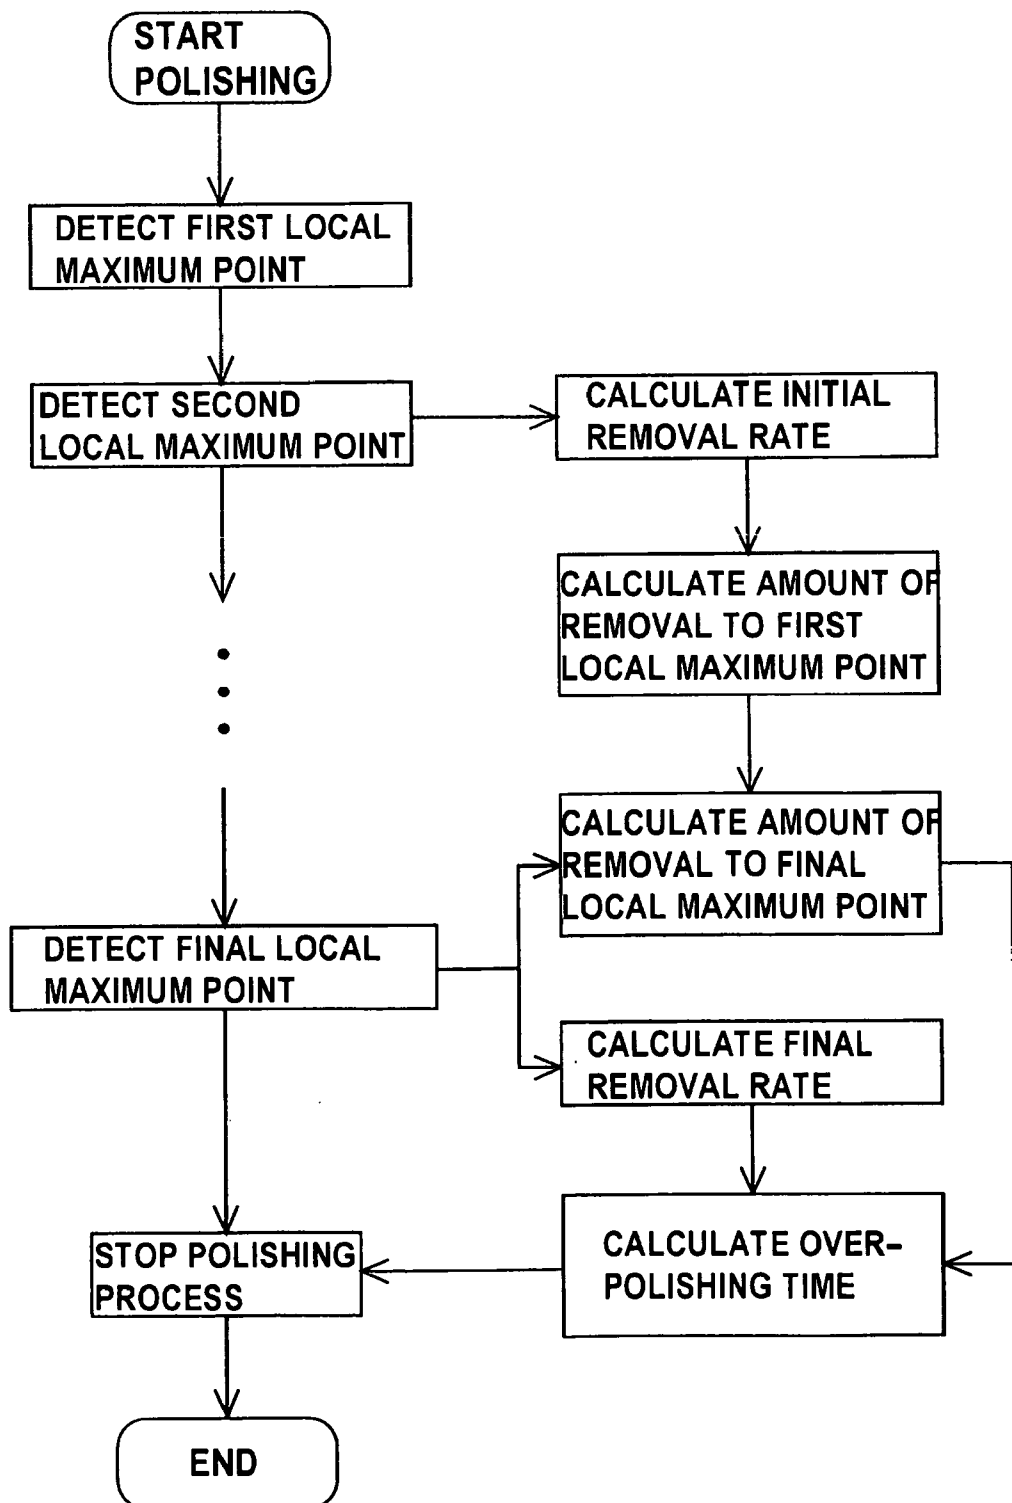 START
POLISHING
DETECT FIRST LOCAL
MAXIMUM POINT
DETECT SECOND
LOCAL MAXIMUM POINT
CALCULATE INITIAL
REMOVAL RATE
CALCULATE AMOUNT OF
REMOVAL TO FIRST
LOCAL MAXIMUM POINT
CALCULATE AMOUNT OF
REMOVAL TO FINAL
LOCAL MAXIMUM POINT
DETECT FINAL LOCAL
MAXIMUM POINT
CALCULATE FINAL
REMOVAL RATE
CALCULATE OVER-
POLISHING TIME
STOP POLISHING
PROCESS
END